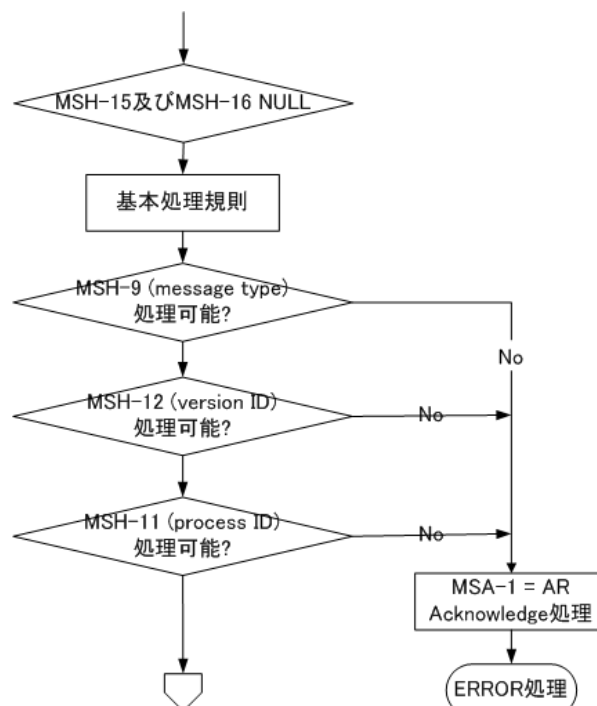 MSH-15及びMSH-16 NULL
基本処理規則
MSH-9 (message type)
処理可能?
No
MSH-12 (version ID)
処理可能?
No
MSH-11 (process ID)
処理可能?
No
MSA-1 = AR
Acknowledge処理
ERROR処理